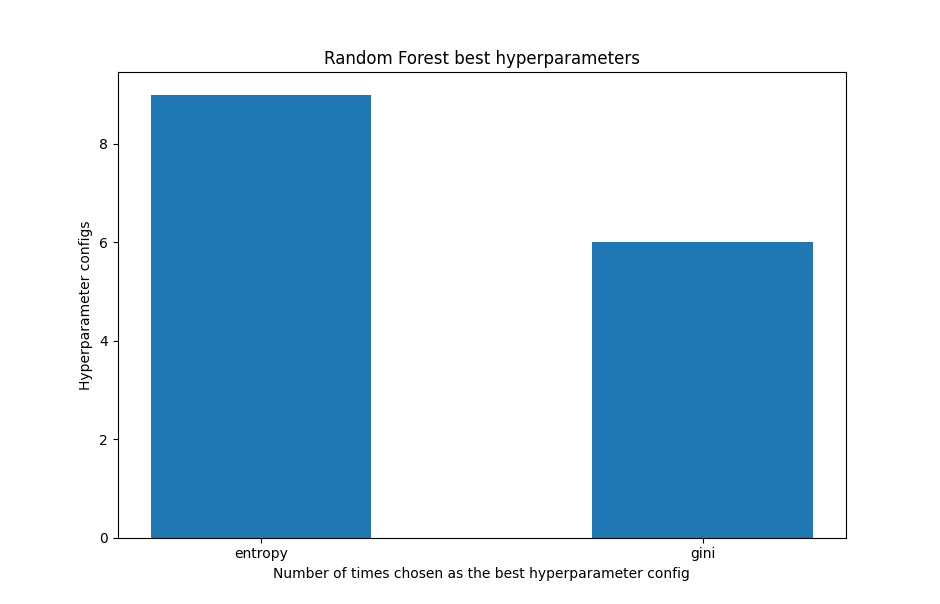 Random Forest best hyperparameters
Hyperparameter configs
8
6
4
2
0
entropy gini
Number of times chosen as the best hyperparameter config